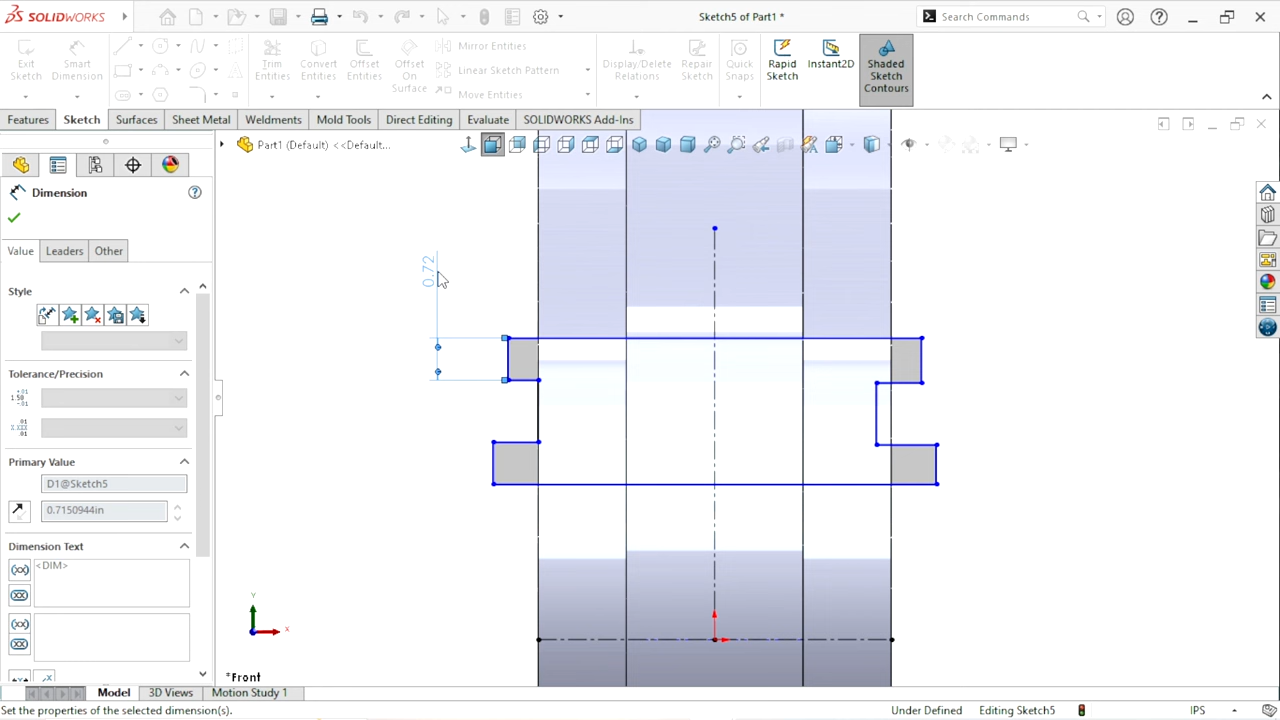 SOLIDWORKS
Sketch5 of Part1 *
Search Commands
Exit Sketch
Smart Dimension
Trim Entities
Convert Entities
Offset Entities
Offset On Surface
Mirror Entities
Linear Sketch Pattern
Move Entities
Display/Delete Relations
Repair Sketch
Quick Snaps
Rapid Sketch
Instant2D
Shaded Sketch Contours
Features
Sketch
Surfaces
Sheet Metal
Weldments
Mold Tools
Direct Editing
Evaluate
SOLIDWORKS Add-Ins
Part1 (Default) <<Default...
Dimension
Value
Leaders
Other
Style
Tolerance/Precision
Primary Value
D1@Sketch5
0.7150944in
Dimension Text
<DIM>
0.72
Y
X
*Front
Model
3D Views
Motion Study 1
Set the properties of the selected dimension(s).
Under Defined
Editing Sketch5
IPS